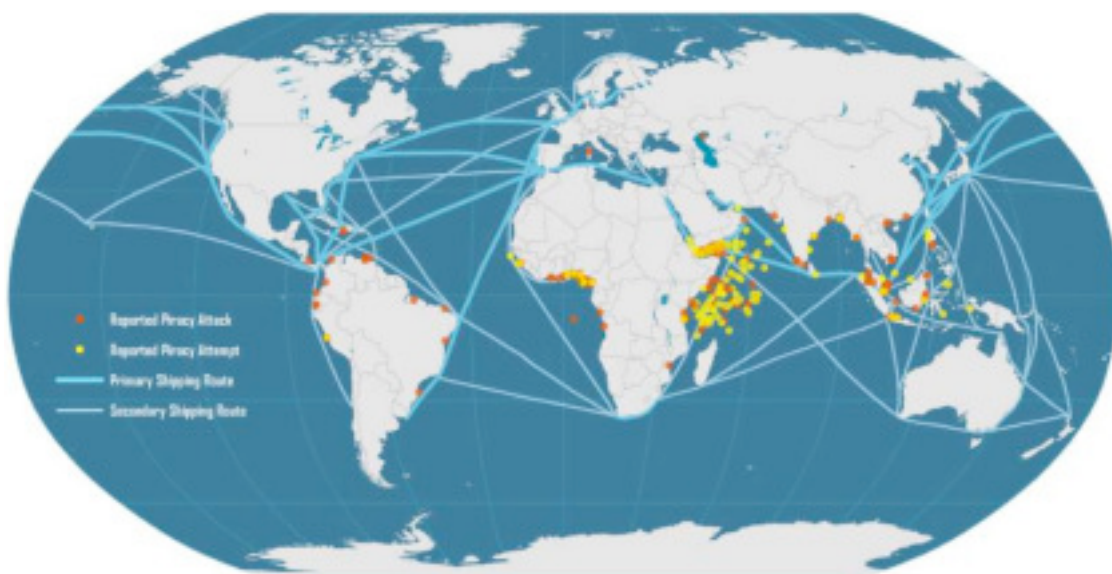 Reported Piracy Attack
Reported Piracy Attempt
Primary Shipping Route
Secondary Shipping Route